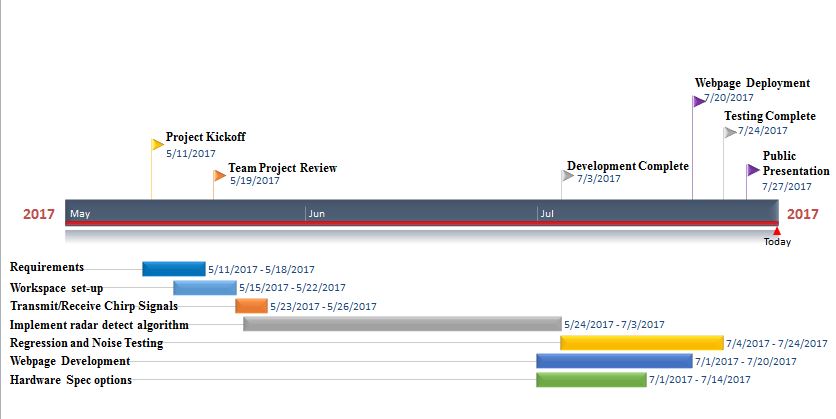 Webpage Deployment
7/20/2017
Testing Complete
7/24/2017
Project Kickoff
5/11/2017
Team Project Review
5/19/2017
Development Complete
7/3/2017
Public
Presentation
7/27/2017
2017
May
Jun
Jul
2017
Today
Requirements
5/11/2017 - 5/18/2017
Workspace set-up
5/15/2017 - 5/22/2017
Transmit/Receive Chirp Signals
5/23/2017 - 5/26/2017
Implement radar detect algorithm
5/24/2017 - 7/3/2017
Regression and Noise Testing
7/4/2017 - 7/24/2017
Webpage Development
7/1/2017 - 7/20/2017
Hardware Spec options
7/1/2017 - 7/14/2017